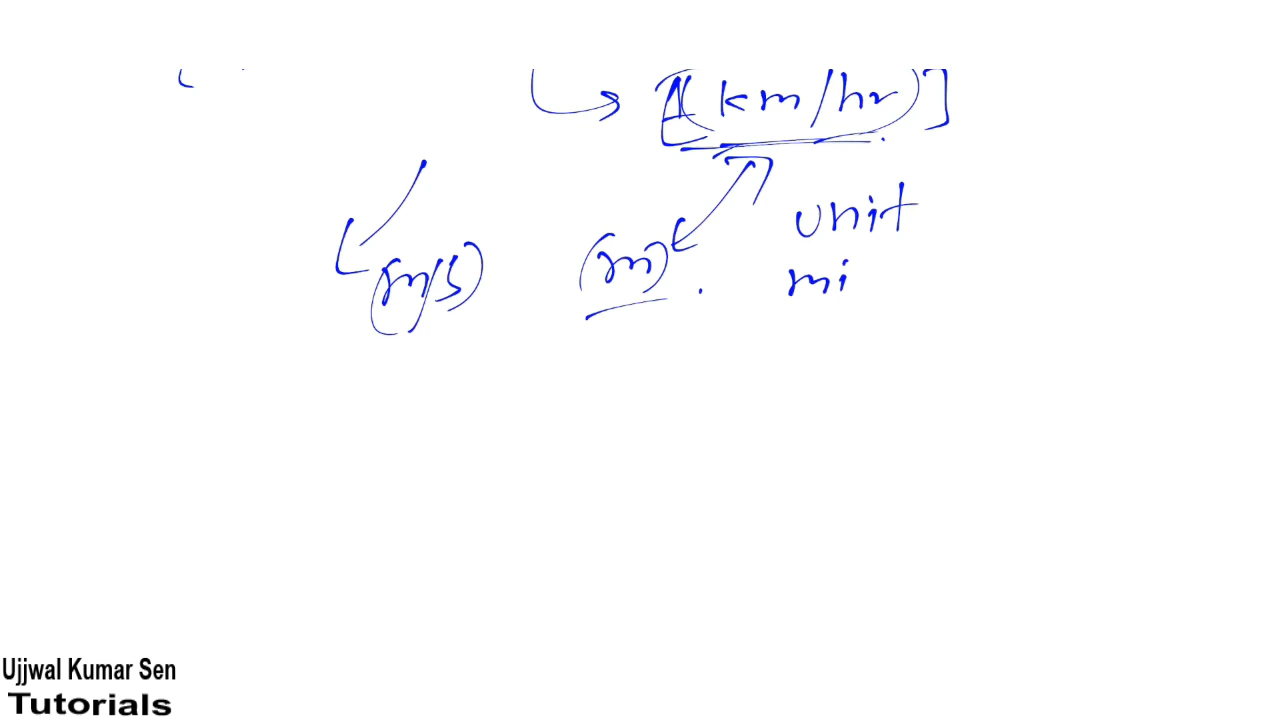 [(km/hr)]
unit
(m/s) (m) .
mi
Ujjwal Kumar Sen
Tutorials